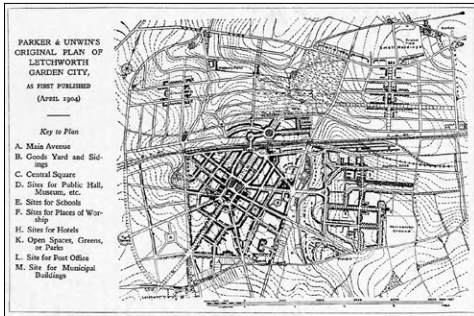 PARKER & UNWIN'S
ORIGINAL PLAN OF
LETCHWORTH
GARDEN CITY,
AS FIRST PUBLISHED
(APRIL 1904)
Key to Plan
A. Main Avenue
B. Goods Yard and Sid-
ings
C. Central Square
D. Sites for Public Hall,
Museum, etc.
E. Sites for Schools
F. Sites for Places of Wor-
ship
H. Sites for Hotels
K. Open Spaces, Greens,
or Parks
L. Site for Post Office
M. Site for Municipal
Buildings
Small Holdings